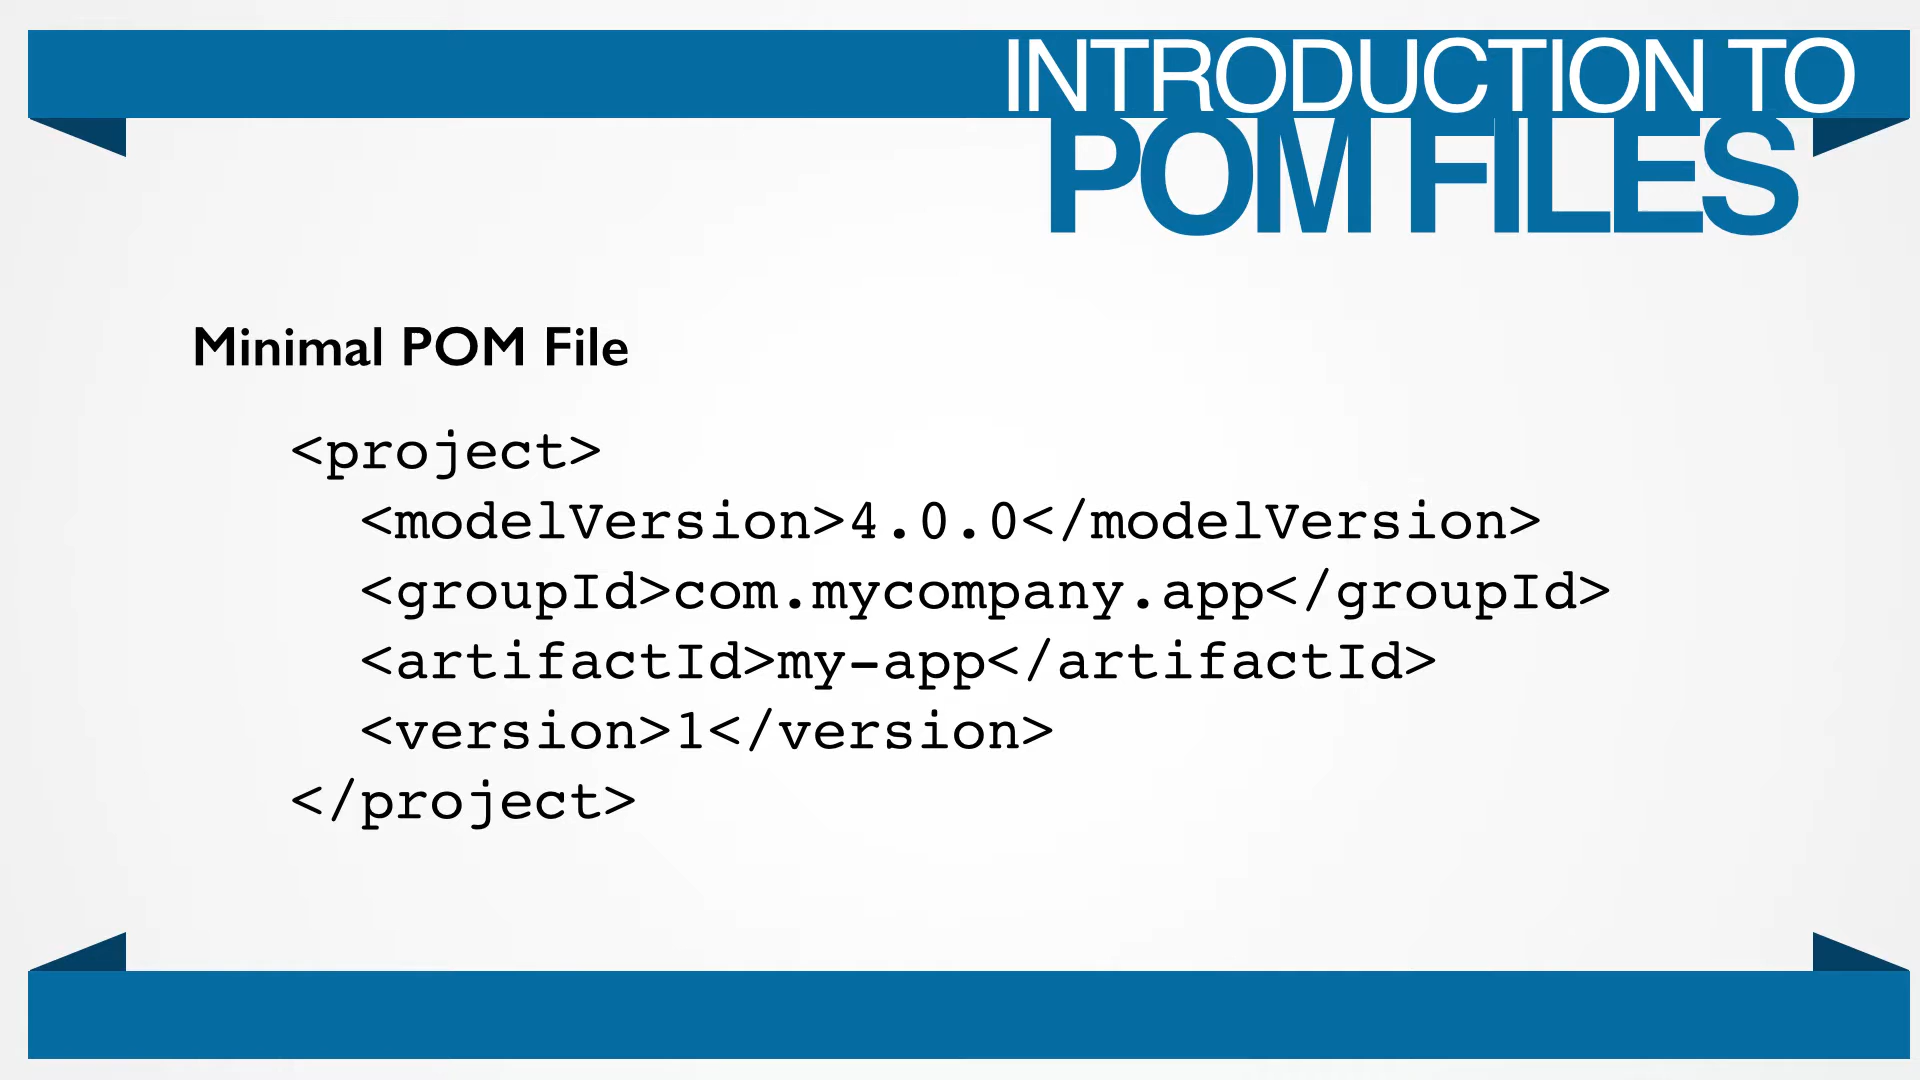 INTRODUCTION TO
POM FILES
Minimal POM File
<project>
  <modelVersion>4.0.0</modelVersion>
  <groupId>com.mycompany.app</groupId>
  <artifactId>my-app</artifactId>
  <version>1</version>
</project>